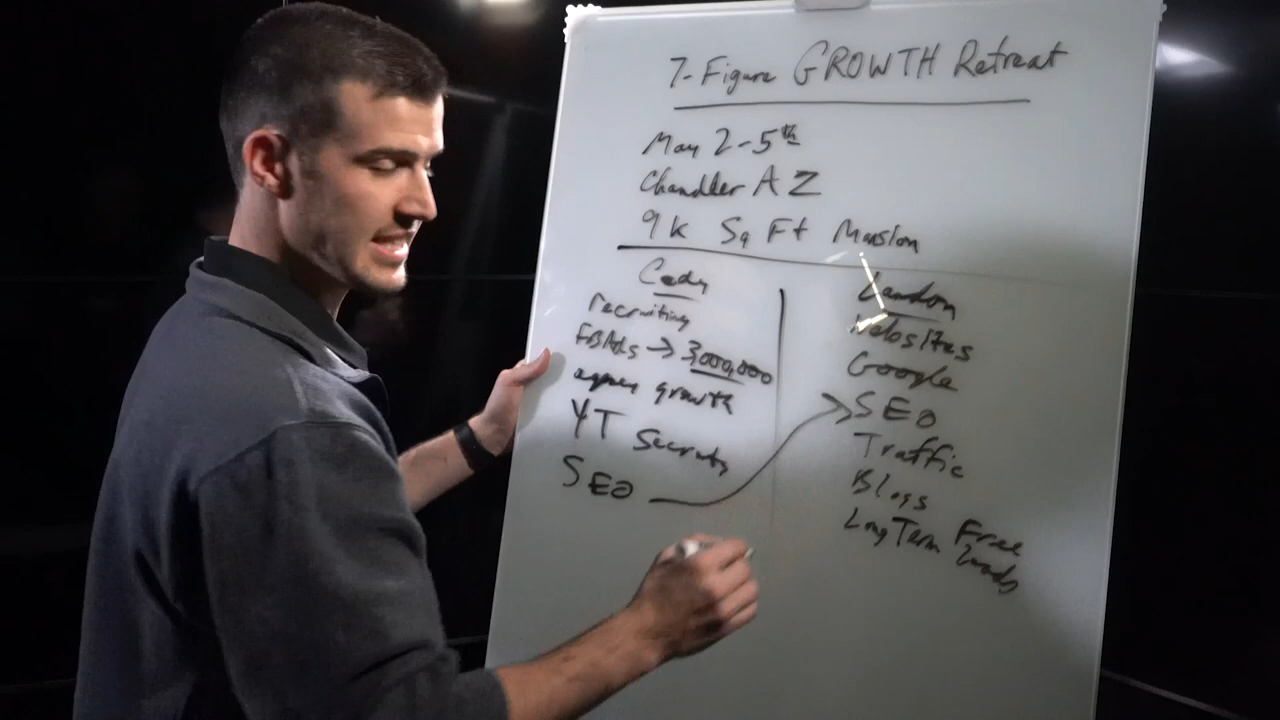 7-Figure GROWTH Retreat
May 2-5th
Chandler AZ
9k Sq Ft Mansion
Cody
recruiting
FB Ads → 3,000,000
agency growth
YT Secrets
SEO
Landon
Websites
Google
SEO
Traffic
Blogs
Long Term Free
Leads